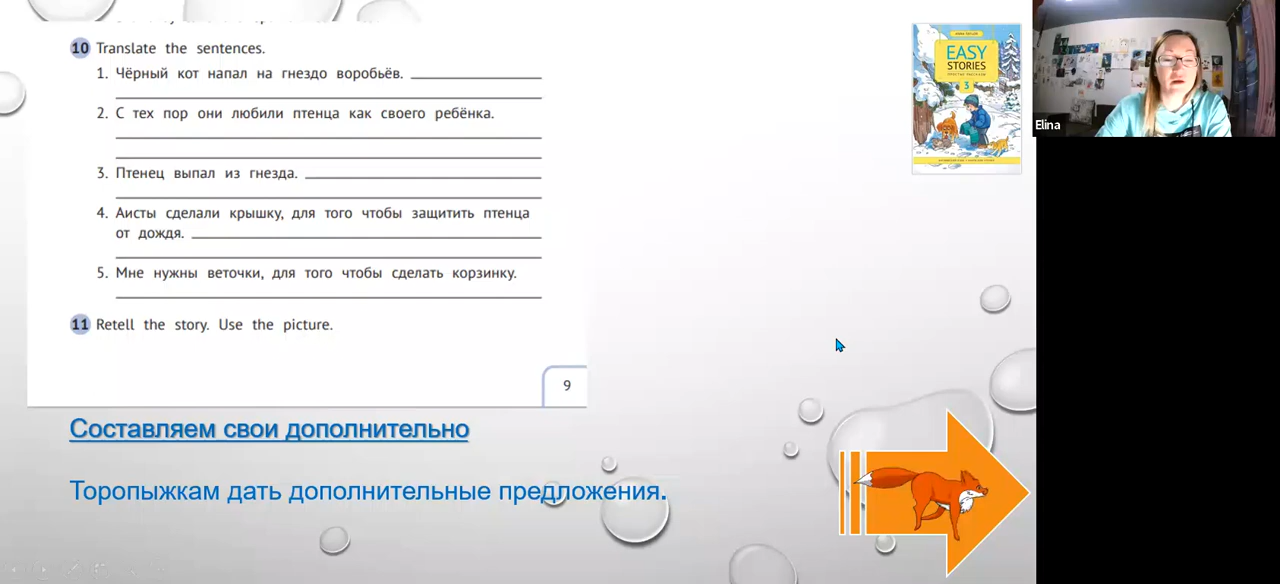 10 Translate the sentences.
1. Чёрный кот напал на гнездо воробьёв.
2. С тех пор они любили птенца как своего ребёнка.
3. Птенец выпал из гнезда.
4. Аисты сделали крышку, для того чтобы защитить птенца
от дождя.
5. Мне нужны веточки, для того чтобы сделать корзинку.
11 Retell the story. Use the picture.
9
Составляем свои дополнительно
Торопыжкам дать дополнительные предложения.
EASY
STORIES
3
Elina